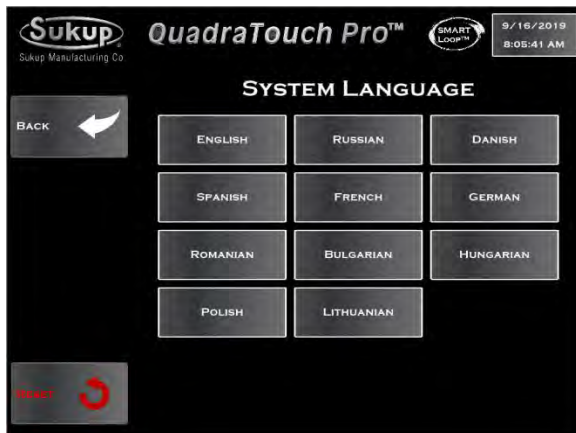 Sukup
Sukup Manufacturing Co
QuadraTouch Pro™
SMART
LOOP™
9/16/2019
8:05:41 AM
SYSTEM LANGUAGE
BACK
ENGLISH
RUSSIAN
DANISH
SPANISH
FRENCH
GERMAN
ROMANIAN
BULGARIAN
HUNGARIAN
POLISH
LITHUANIAN
RESET